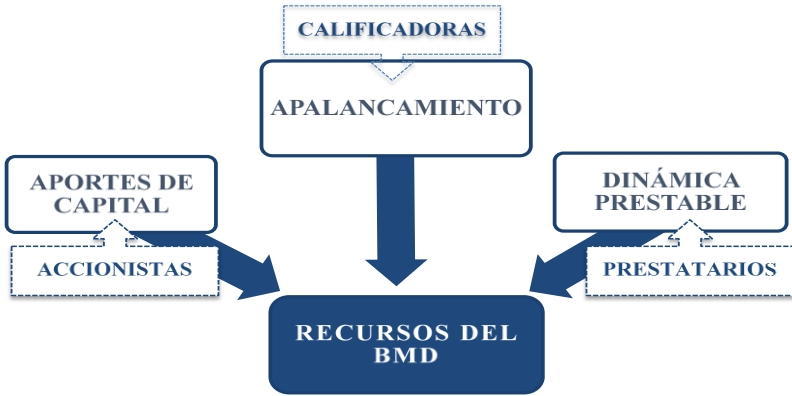 CALIFICADORAS
APALANCAMIENTO
APORTES DE
CAPITAL
ACCIONISTAS
DINÁMICA
PRESTABLE
PRESTATARIOS
RECURSOS DEL
BMD